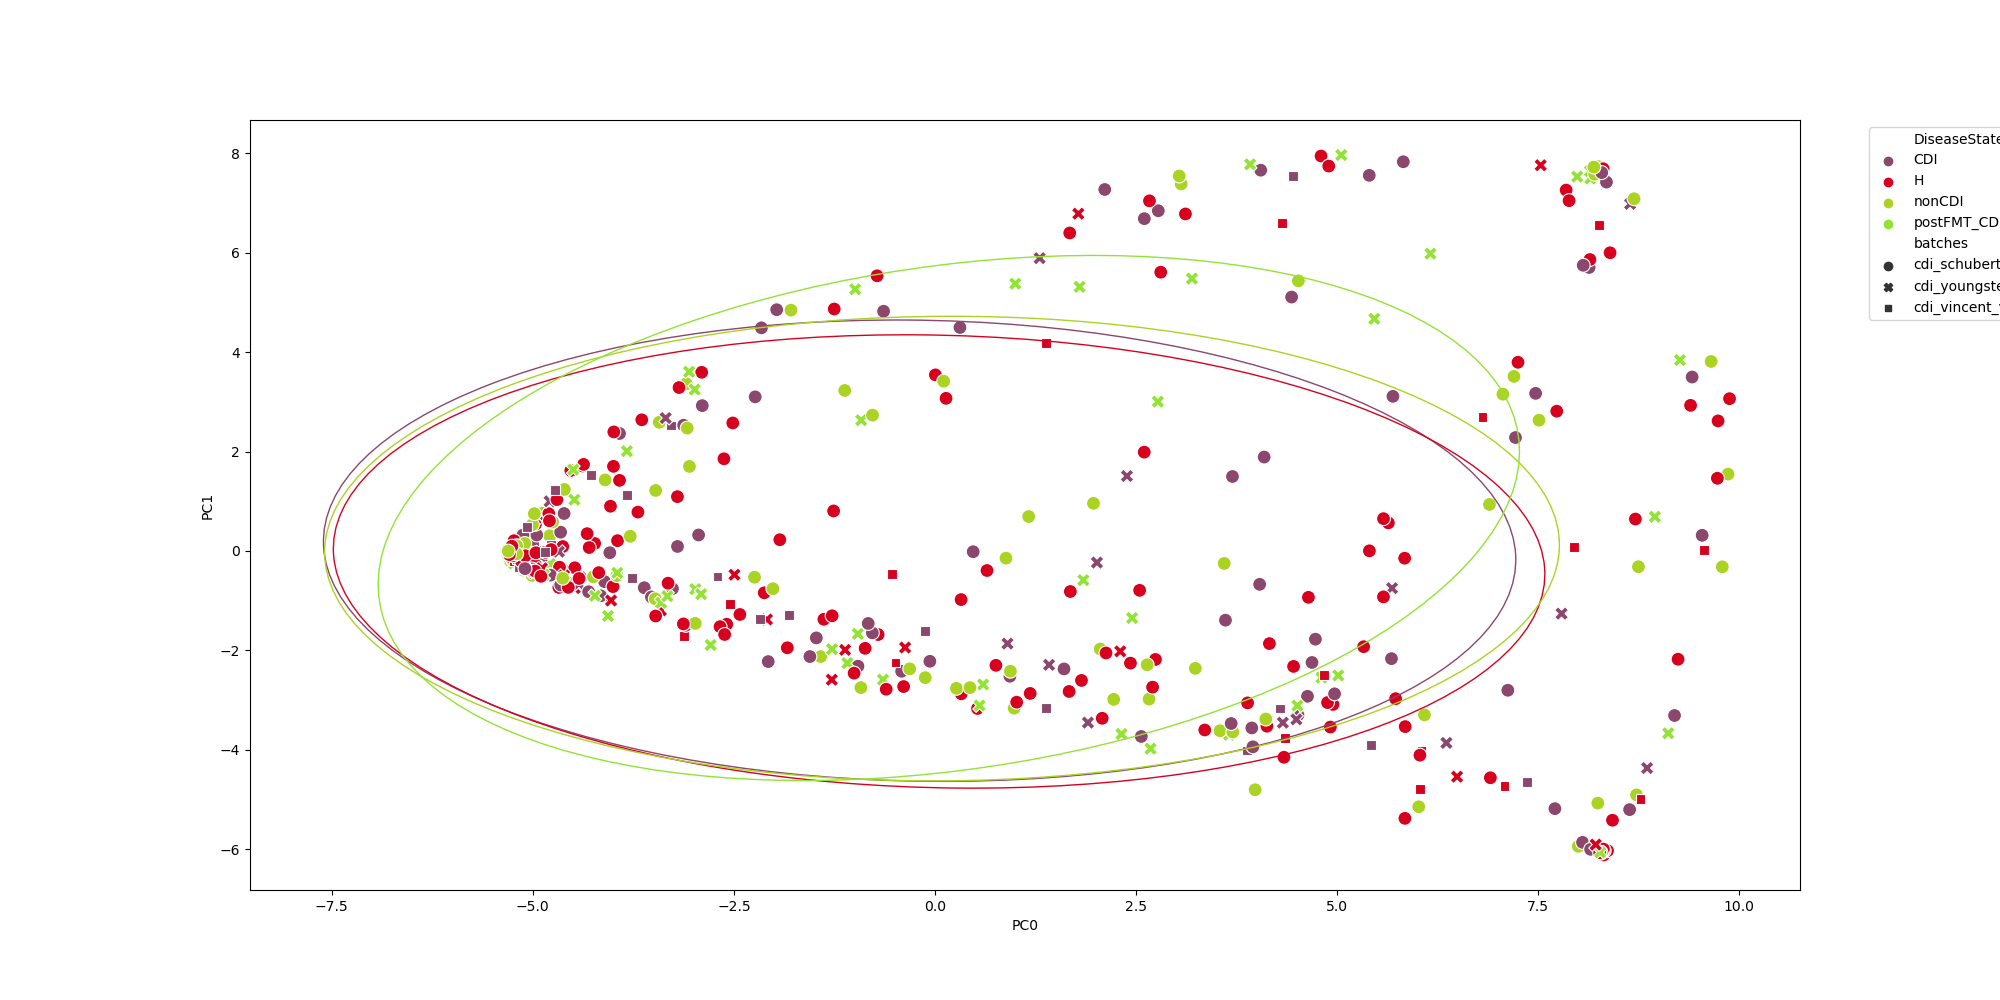 8
6
4
2
0
−2
−4
−6
PC1
−7.5 −5.0 −2.5 0.0 2.5 5.0 7.5 10.0
PC0
DiseaseState
CDI
H
nonCDI
postFMT_CD
batches
cdi_schubert
cdi_youngste
cdi_vincent_